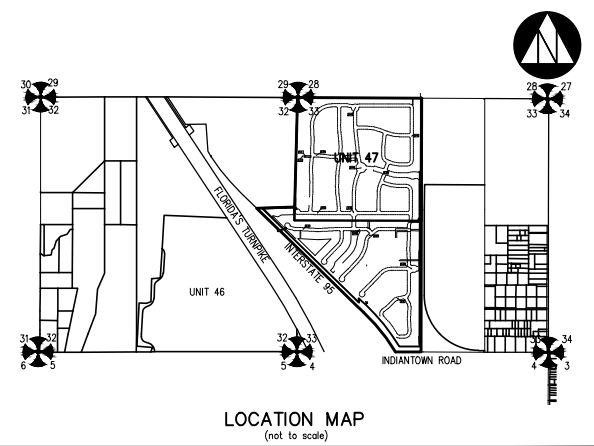 N
30 29
31 32
29 28
32 33
28 27
33 34
UNIT 47
FLORIDA'S TURNPIKE
INTERSTATE 95
UNIT 46
31 32
6 5
32 33
5 4
33 34
4 3
INDIANTOWN ROAD
LOCATION MAP
(not to scale)